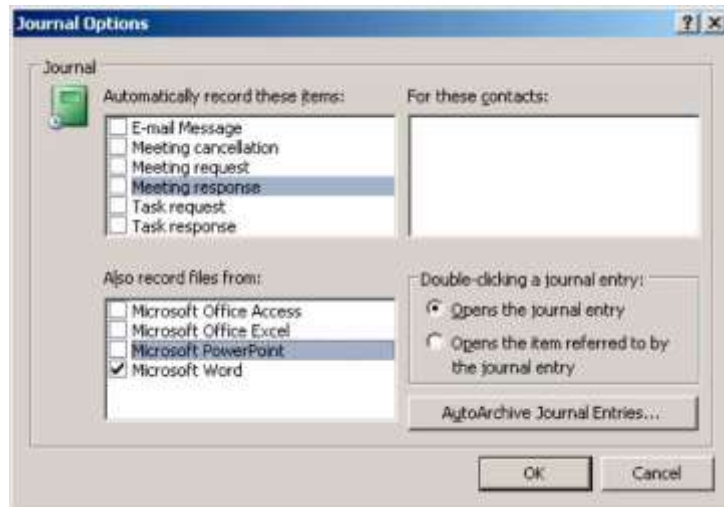 Journal Options
Journal
Automatically record these items:
E-mail Message
Meeting cancellation
Meeting request
Meeting response
Task request
Task response
For these contacts:
Also record files from:
Microsoft Office Access
Microsoft Office Excel
Microsoft PowerPoint
Microsoft Word
Double-clicking a journal entry:
Opens the journal entry
Opens the item referred to by
the journal entry
AutoArchive Journal Entries...
OK
Cancel